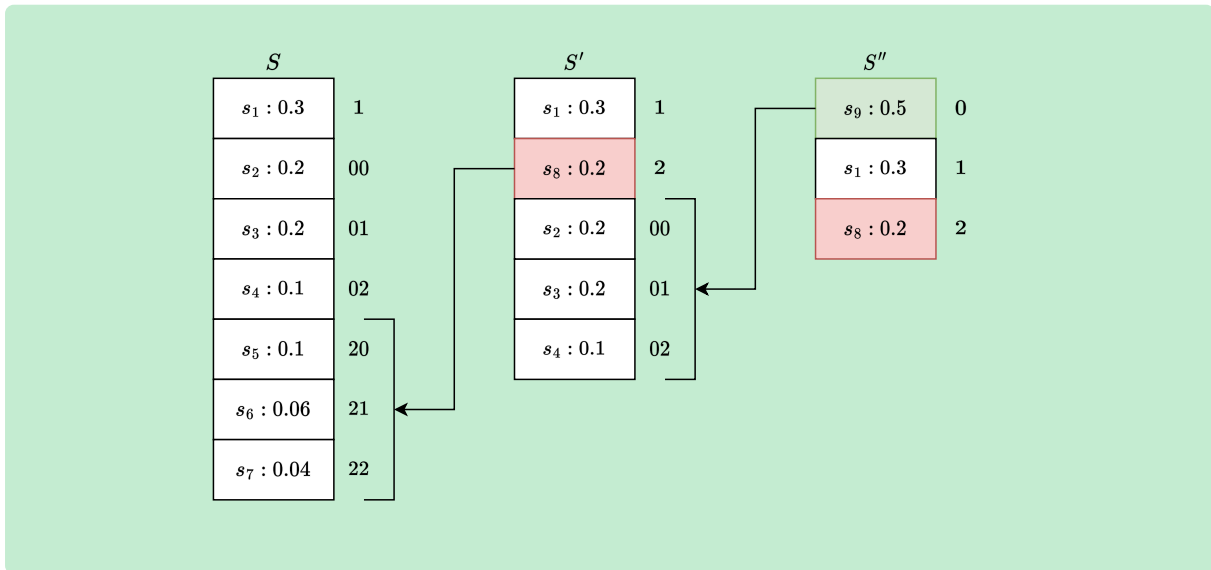 S S′ S″
s₁ : 0.3 1 s₁ : 0.3 1 s₉ : 0.5 0
s₂ : 0.2 00 s₈ : 0.2 2 s₁ : 0.3 1
s₃ : 0.2 01 s₂ : 0.2 00 s₈ : 0.2 2
s₄ : 0.1 02 s₃ : 0.2 01
s₅ : 0.1 20 s₄ : 0.1 02
s₆ : 0.06 21
s₇ : 0.04 22